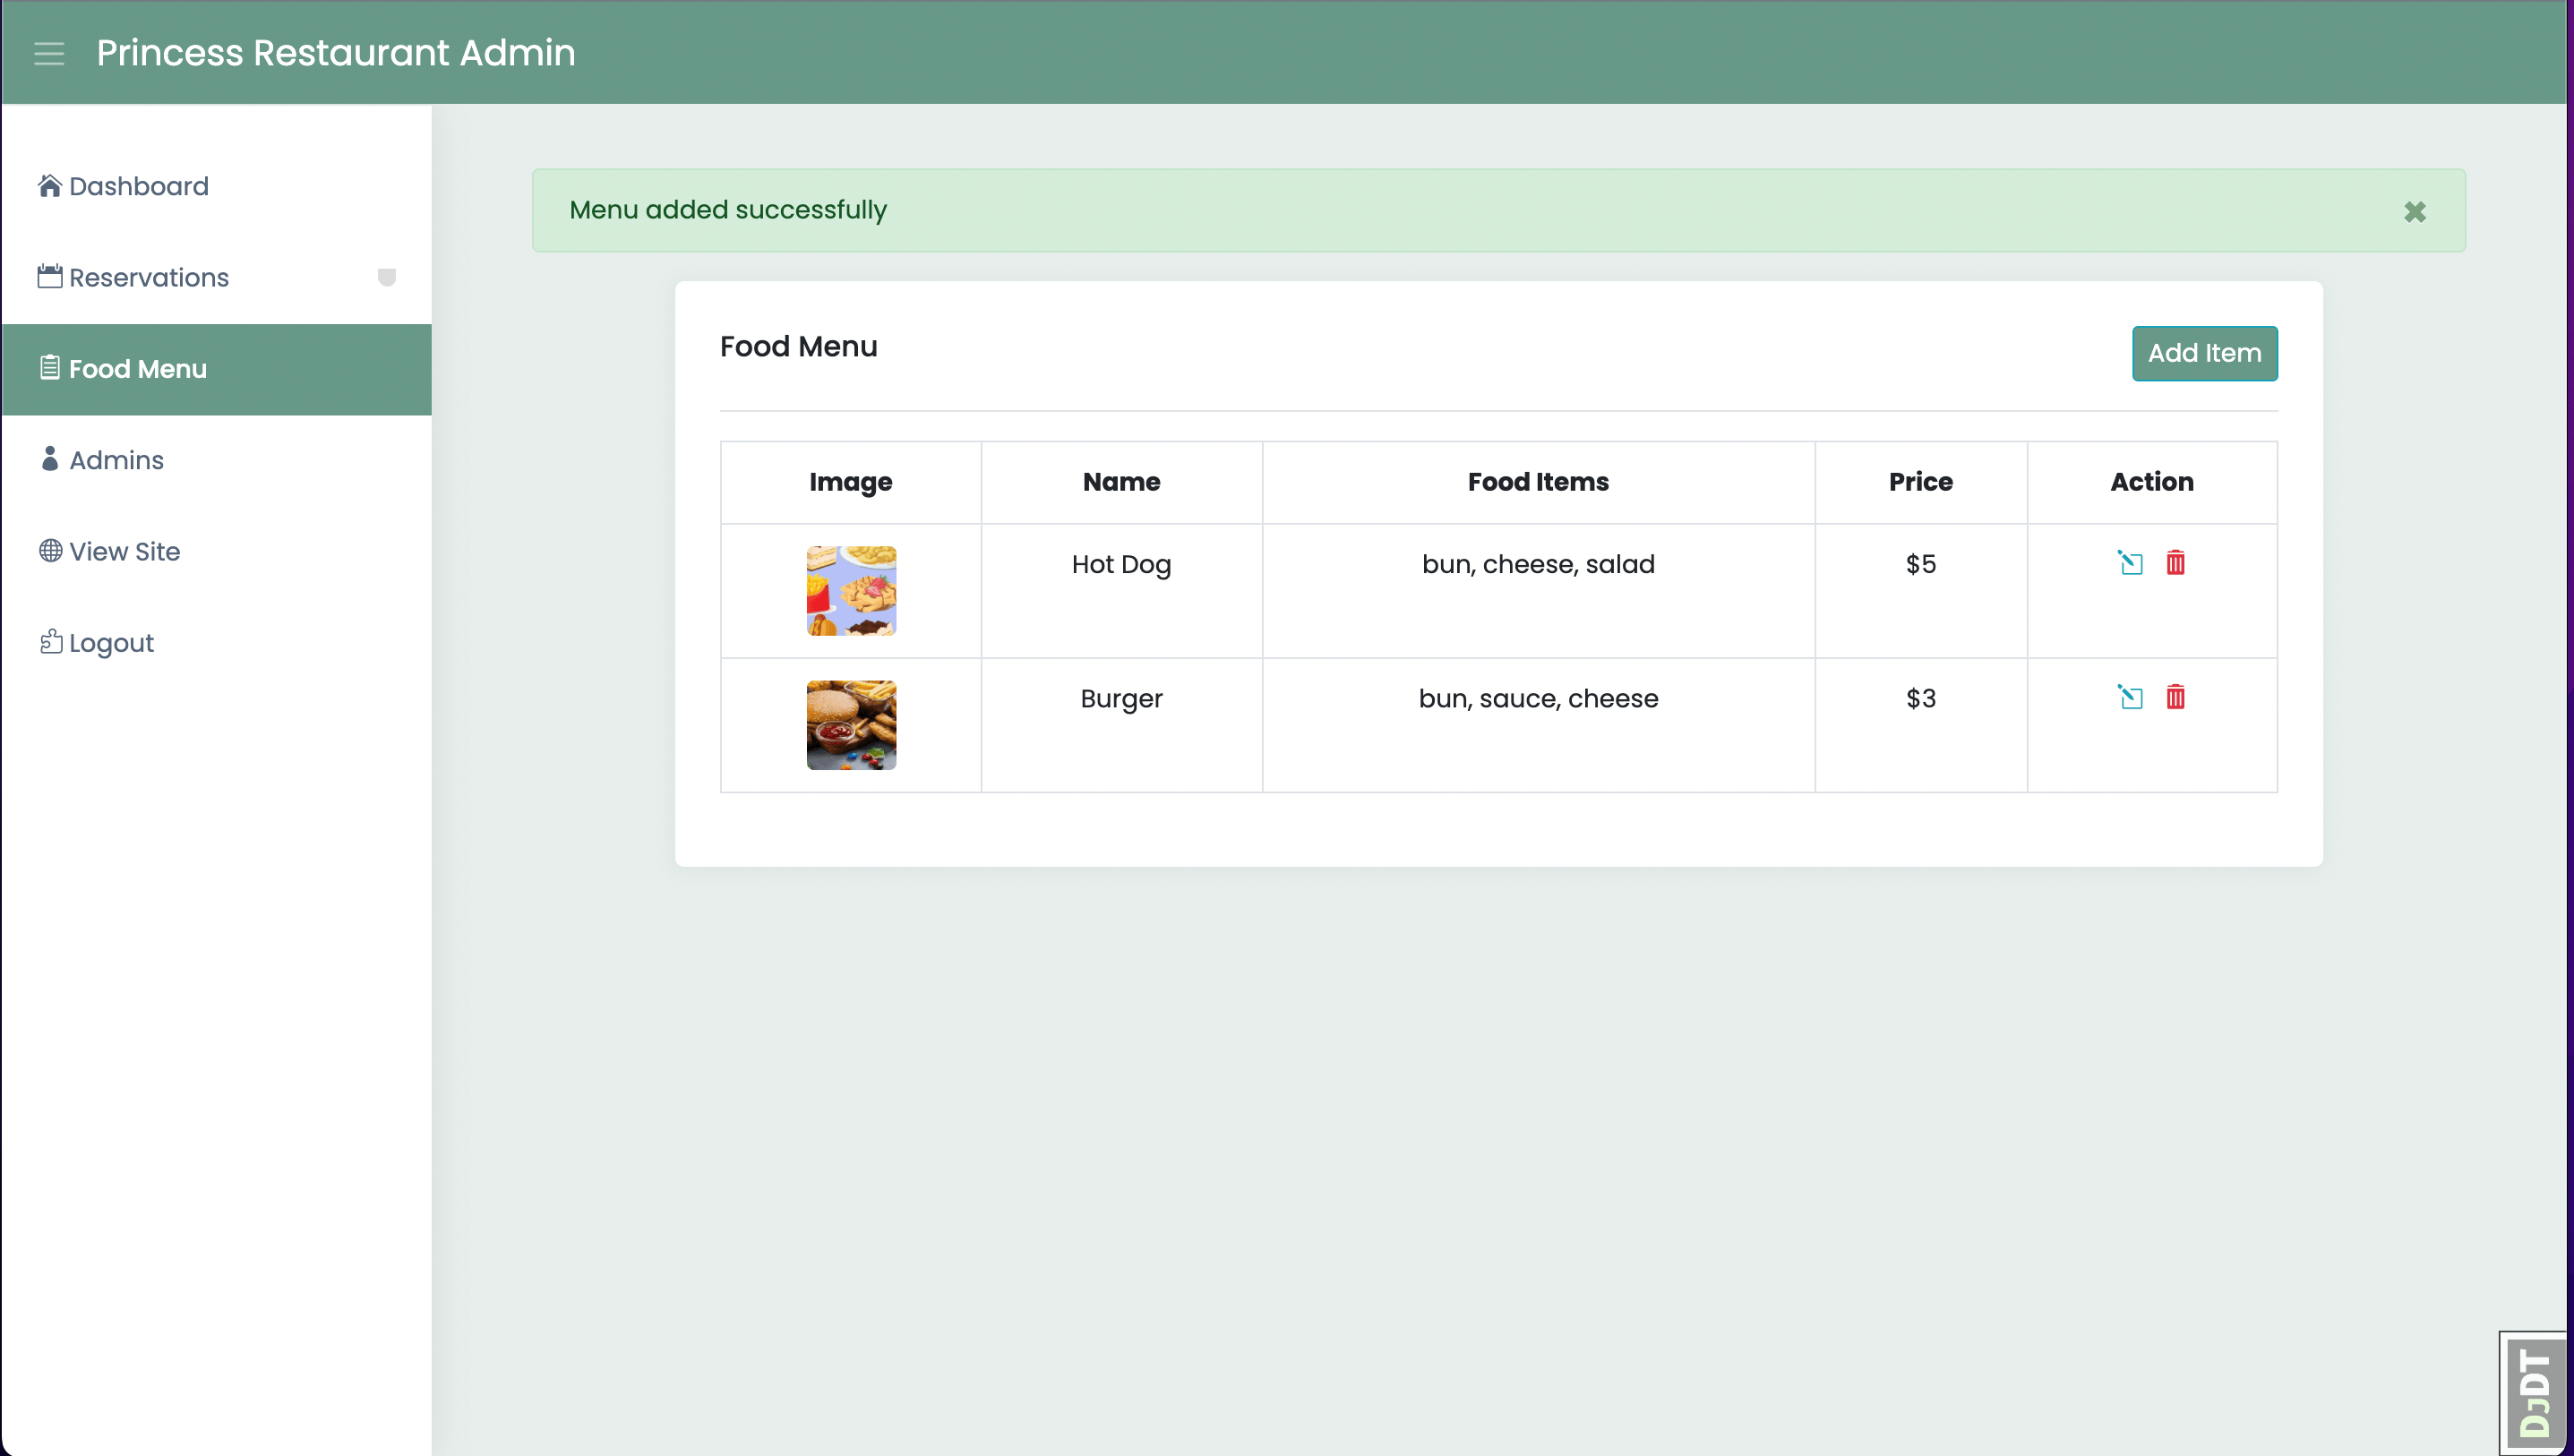 Princess Restaurant Admin
Dashboard
Reservations
Food Menu
Admins
View Site
Logout
Menu added successfully
Food Menu
Add Item
Image Name Food Items Price Action
Hot Dog bun, cheese, salad $5
Burger bun, sauce, cheese $3
DJDT